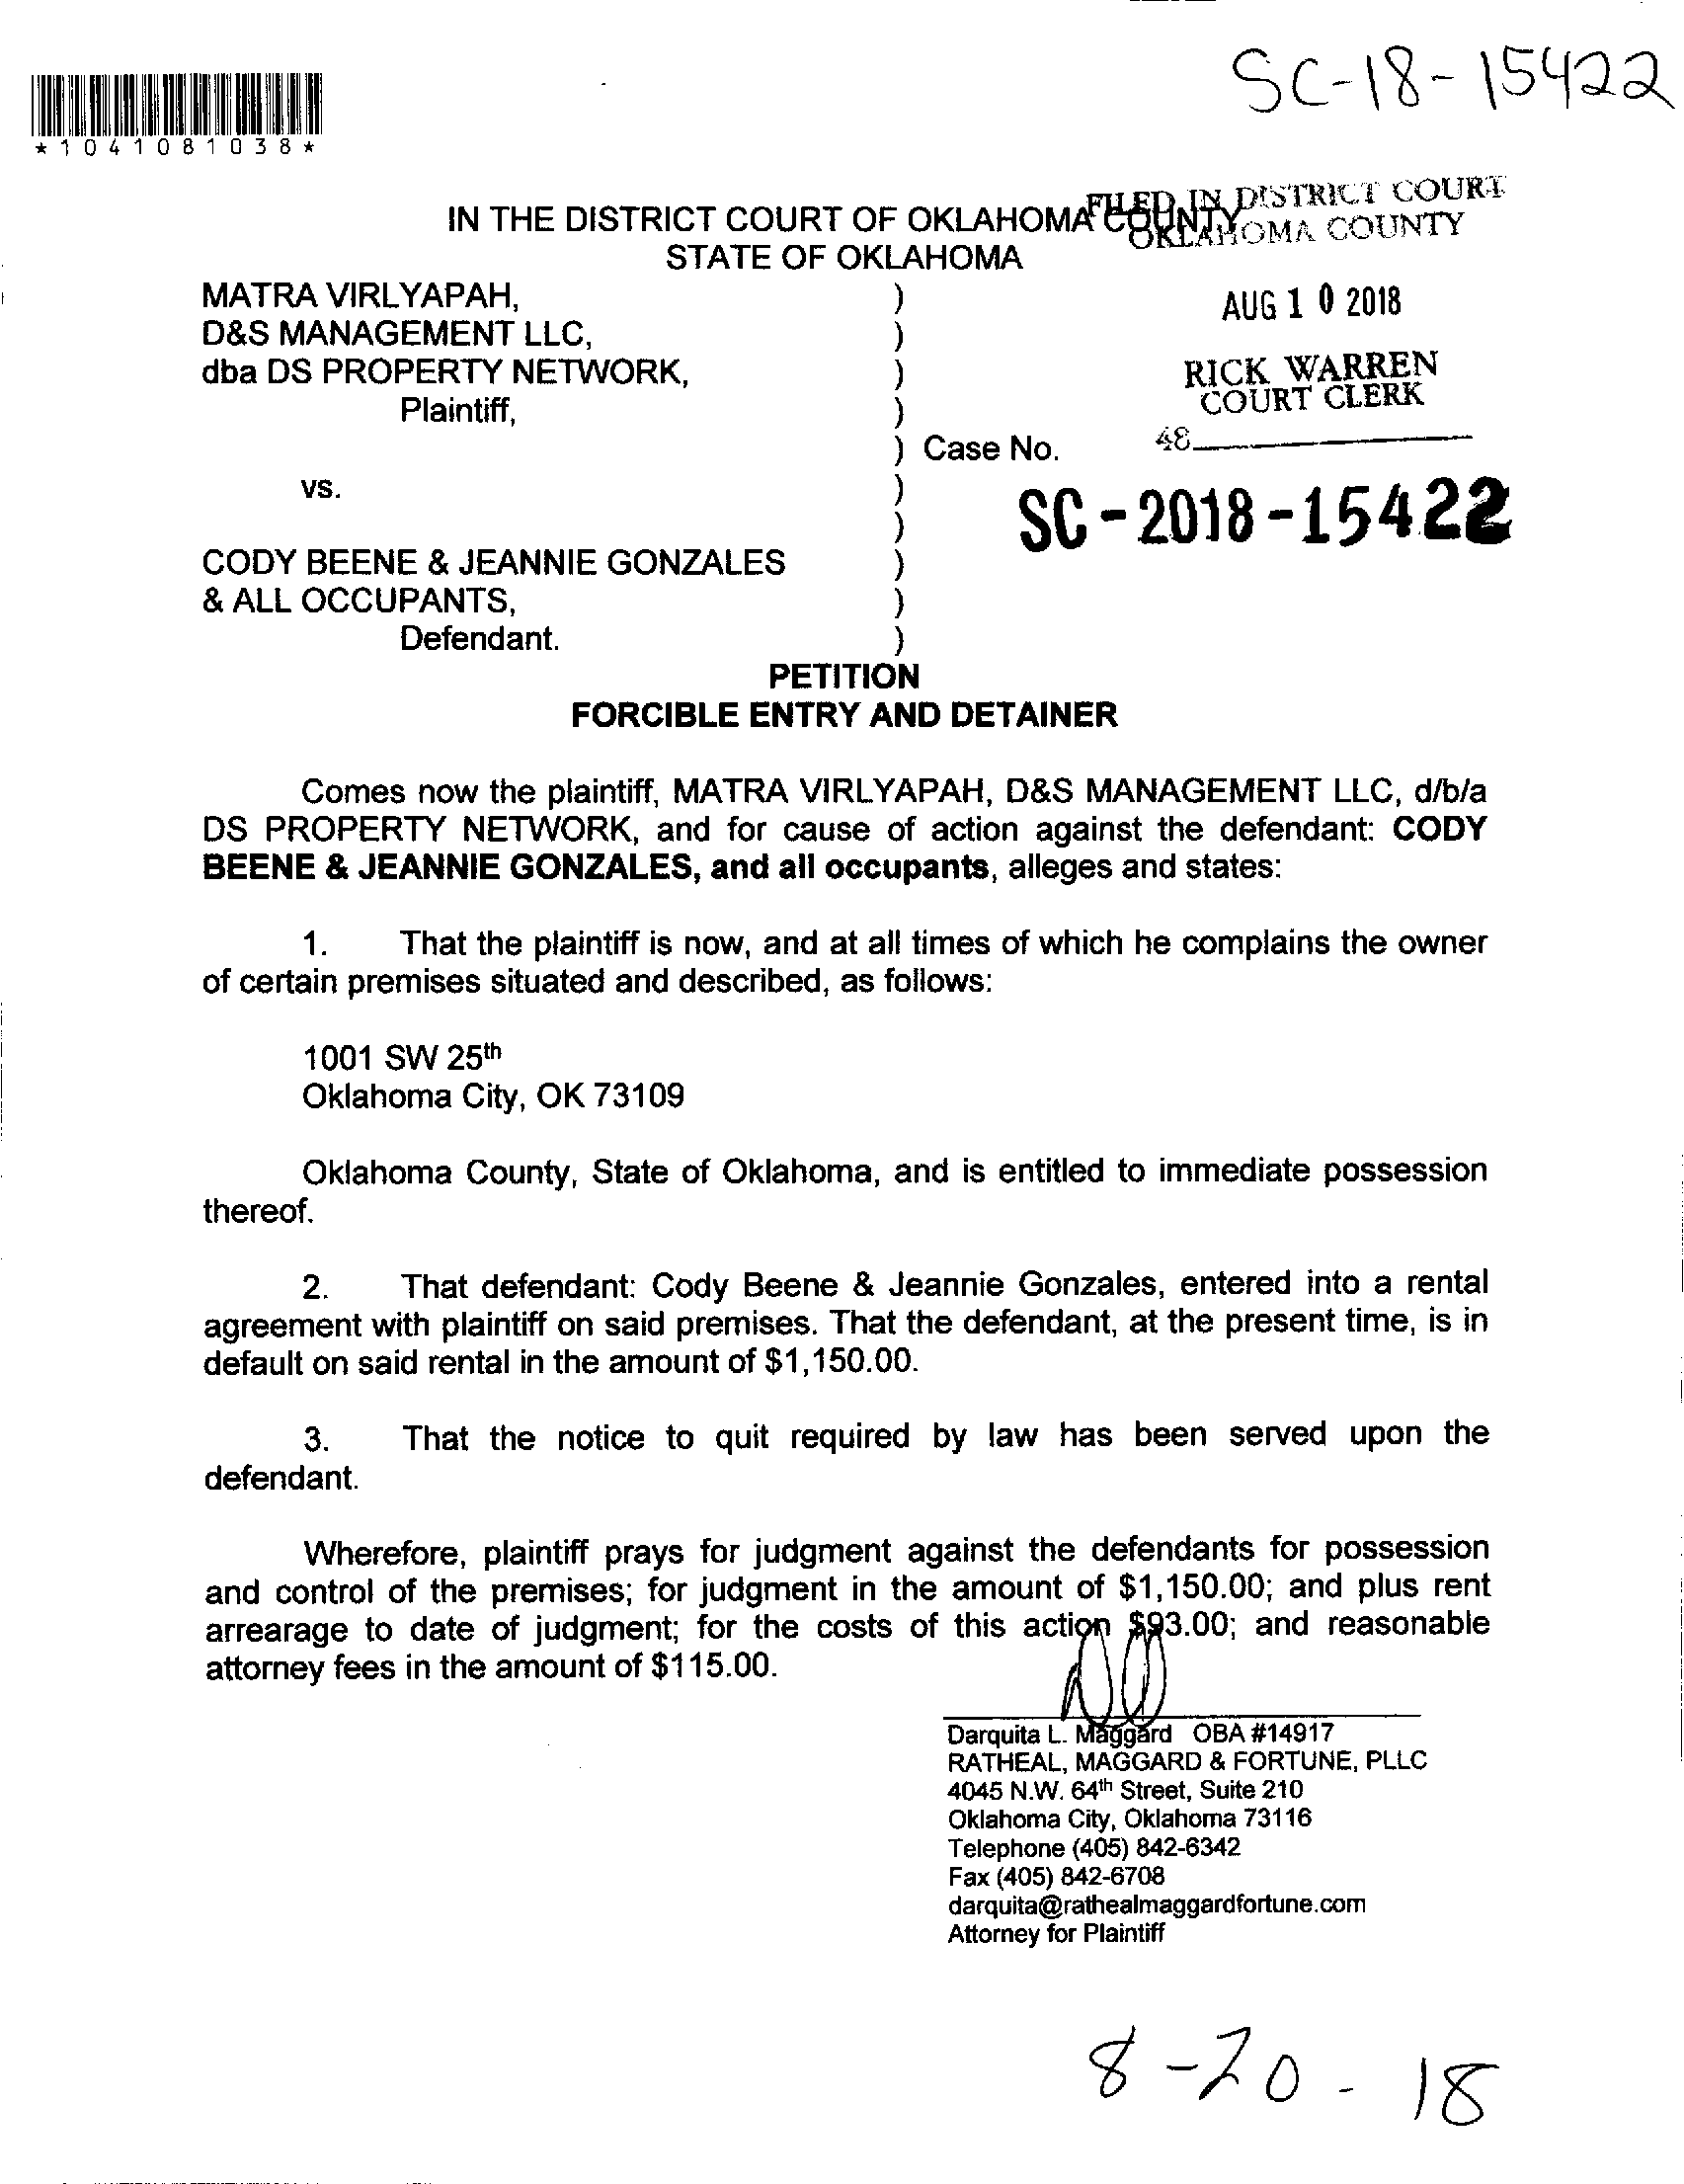 SC-18-15422
*1041081038*
FILED IN DISTRICT COURT
OKLAHOMA COUNTY
IN THE DISTRICT COURT OF OKLAHOMA COUNTY
STATE OF OKLAHOMA
MATRA VIRLYAPAH, )
AUG 10 2018
D&S MANAGEMENT LLC, )
dba DS PROPERTY NETWORK, )
RICK WARREN
COURT CLERK
Plaintiff, )
) Case No.
48
vs. )
)
SC-2018-15422
CODY BEENE & JEANNIE GONZALES )
& ALL OCCUPANTS, )
Defendant. )
PETITION
FORCIBLE ENTRY AND DETAINER
Comes now the plaintiff, MATRA VIRLYAPAH, D&S MANAGEMENT LLC, d/b/a
DS PROPERTY NETWORK, and for cause of action against the defendant: CODY
BEENE & JEANNIE GONZALES, and all occupants, alleges and states:
1. That the plaintiff is now, and at all times of which he complains the owner
of certain premises situated and described, as follows:
1001 SW 25th
Oklahoma City, OK 73109
Oklahoma County, State of Oklahoma, and is entitled to immediate possession
thereof.
2. That defendant: Cody Beene & Jeannie Gonzales, entered into a rental
agreement with plaintiff on said premises. That the defendant, at the present time, is in
default on said rental in the amount of $1,150.00.
3. That the notice to quit required by law has been served upon the
defendant.
Wherefore, plaintiff prays for judgment against the defendants for possession
and control of the premises; for judgment in the amount of $1,150.00; and plus rent
arrearage to date of judgment; for the costs of this action $93.00; and reasonable
attorney fees in the amount of $115.00.
Darquita L. Maggard OBA #14917
RATHEAL, MAGGARD & FORTUNE, PLLC
4045 N.W. 64th Street, Suite 210
Oklahoma City, Oklahoma 73116
Telephone (405) 842-6342
Fax (405) 842-6708
darquita@rathealmaggardfortune.com
Attorney for Plaintiff
8-20-18